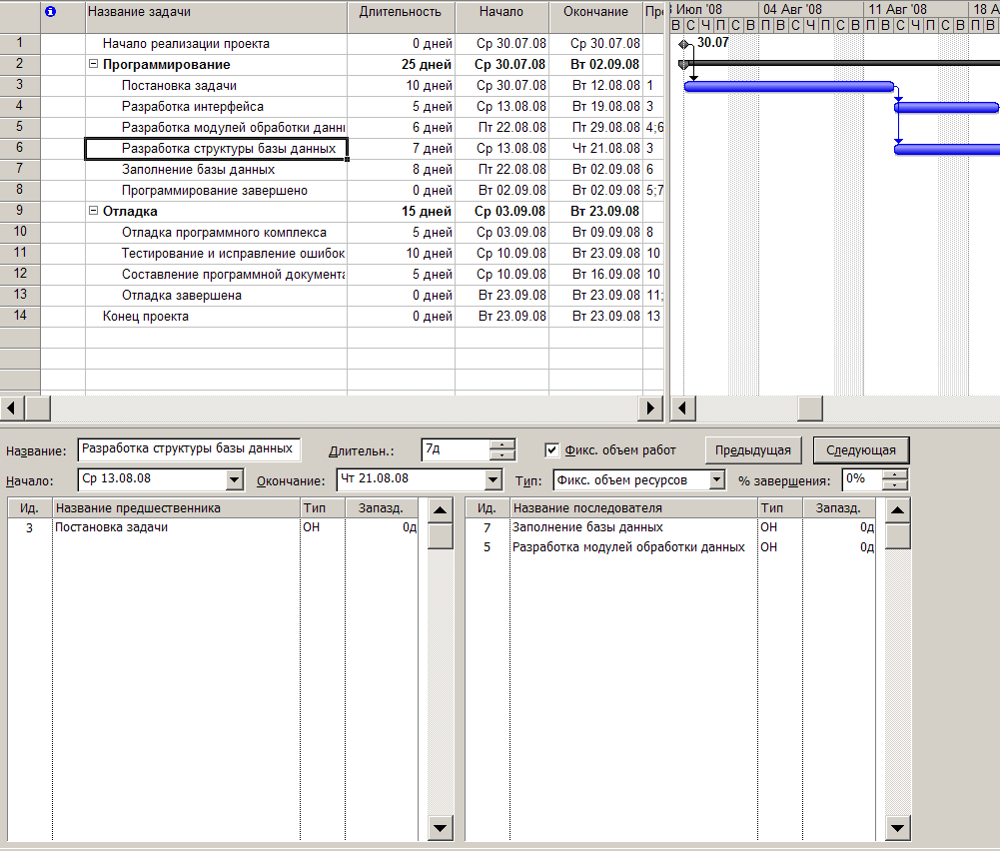 Название задачи Длительность Начало Окончание Пре Июл '08 04 Авг '08 11 Авг '08 18 А
В С Ч П С В П В С Ч П С В П В С Ч П С В П В
1 Начало реализации проекта 0 дней Ср 30.07.08 Ср 30.07.08 30.07
2 Программирование 25 дней Ср 30.07.08 Вт 02.09.08
3 Постановка задачи 10 дней Ср 30.07.08 Вт 12.08.08 1
4 Разработка интерфейса 5 дней Ср 13.08.08 Вт 19.08.08 3
5 Разработка модулей обработки данн 6 дней Пт 22.08.08 Пт 29.08.08 4;6
6 Разработка структуры базы данных 7 дней Ср 13.08.08 Чт 21.08.08 3
7 Заполнение базы данных 8 дней Пт 22.08.08 Вт 02.09.08 6
8 Программирование завершено 0 дней Вт 02.09.08 Вт 02.09.08 5;7
9 Отладка 15 дней Ср 03.09.08 Вт 23.09.08
10 Отладка программного комплекса 5 дней Ср 03.09.08 Вт 09.09.08 8
11 Тестирование и исправление ошибок 10 дней Ср 10.09.08 Вт 23.09.08 10
12 Составление программной документа 5 дней Ср 10.09.08 Вт 16.09.08 10
13 Отладка завершена 0 дней Вт 23.09.08 Вт 23.09.08 11;
14 Конец проекта 0 дней Вт 23.09.08 Вт 23.09.08 13
Название: Разработка структуры базы данных Длительн.: 7д Фикс. объем работ Предыдущая Следующая
Начало: Ср 13.08.08 Окончание: Чт 21.08.08 Тип: Фикс. объем ресурсов % завершения: 0%
Ид. Название предшественника Тип Запазд. Ид. Название последователя Тип Запазд.
3 Постановка задачи ОН 0д 7 Заполнение базы данных ОН 0д
5 Разработка модулей обработки данных ОН 0д